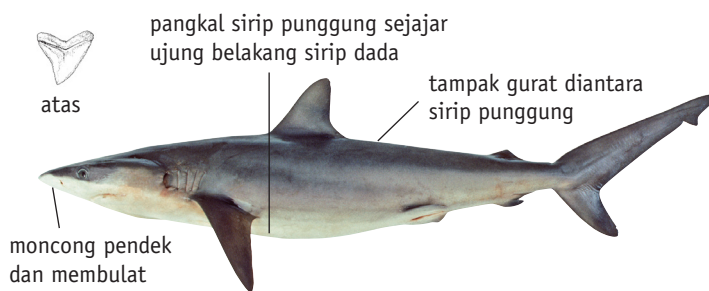 pangkal sirip punggung sejajar
ujung belakang sirip dada
atas
tampak gurat diantara
sirip punggung
moncong pendek
dan membulat